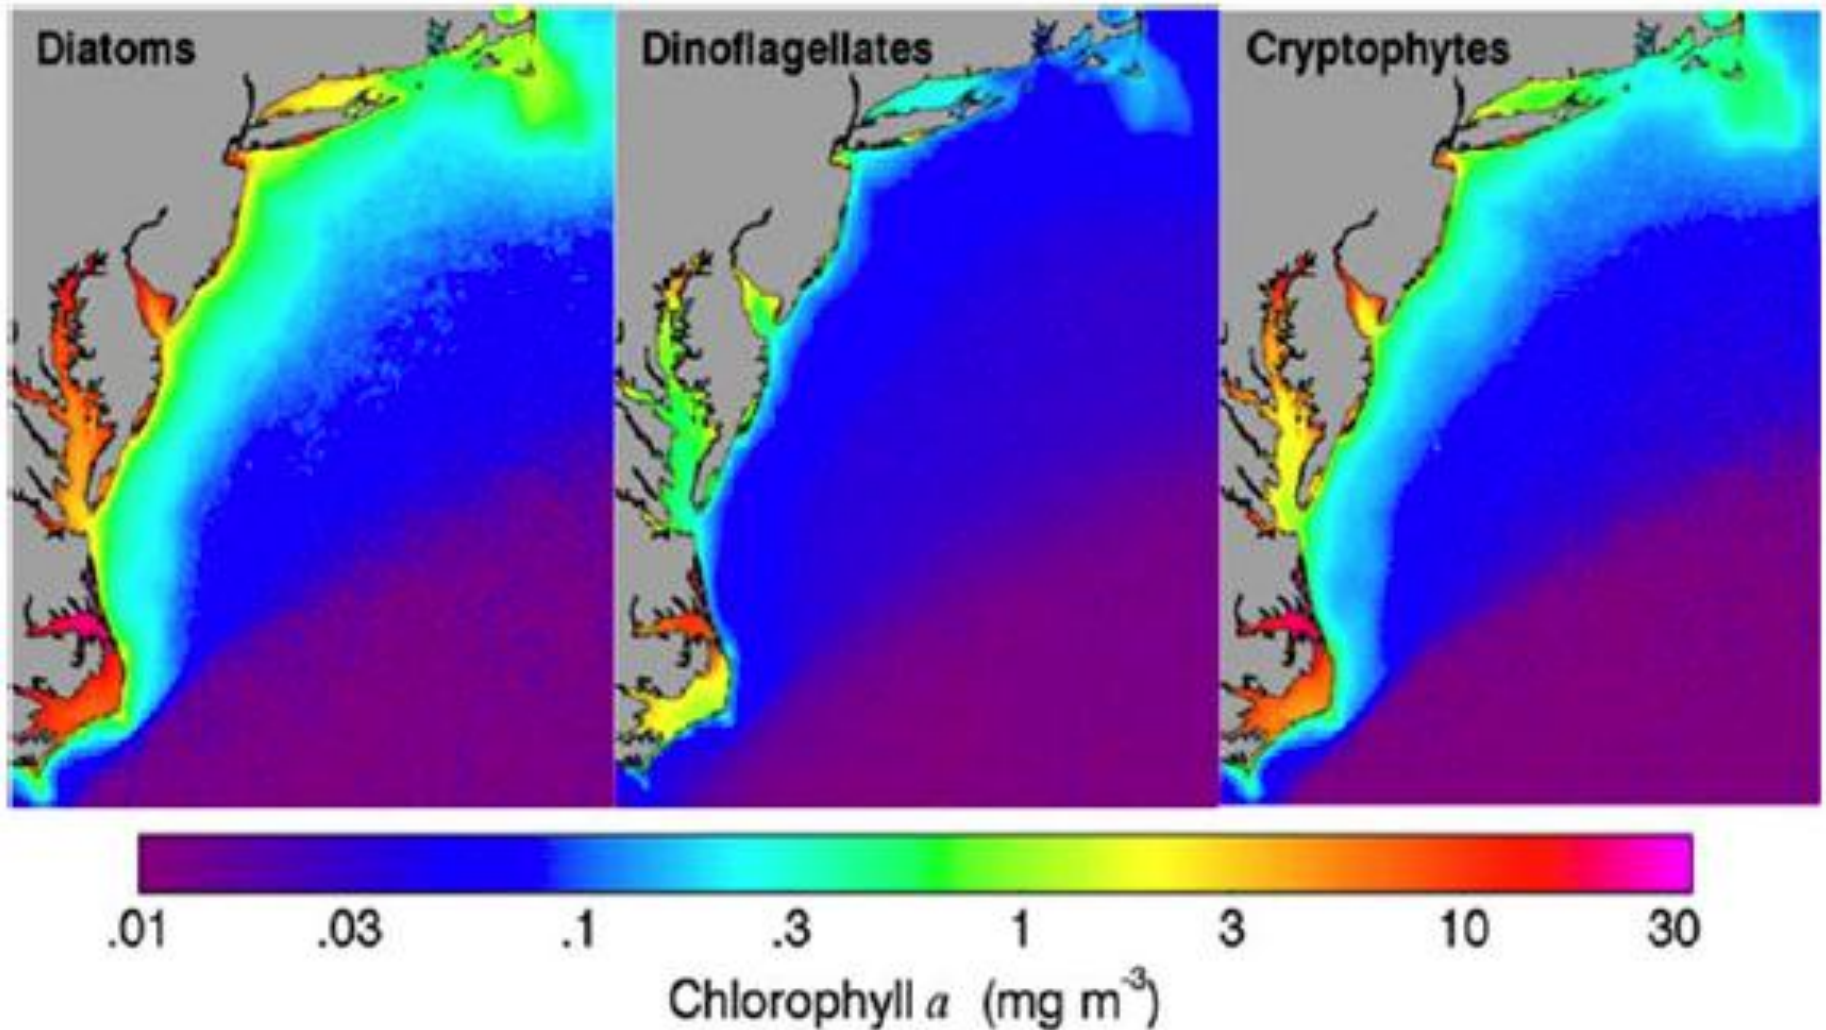 Diatoms
Dinoflagellates
Cryptophytes
.01 .03 .1 .3 1 3 10 30
Chlorophyll a (mg m-3)